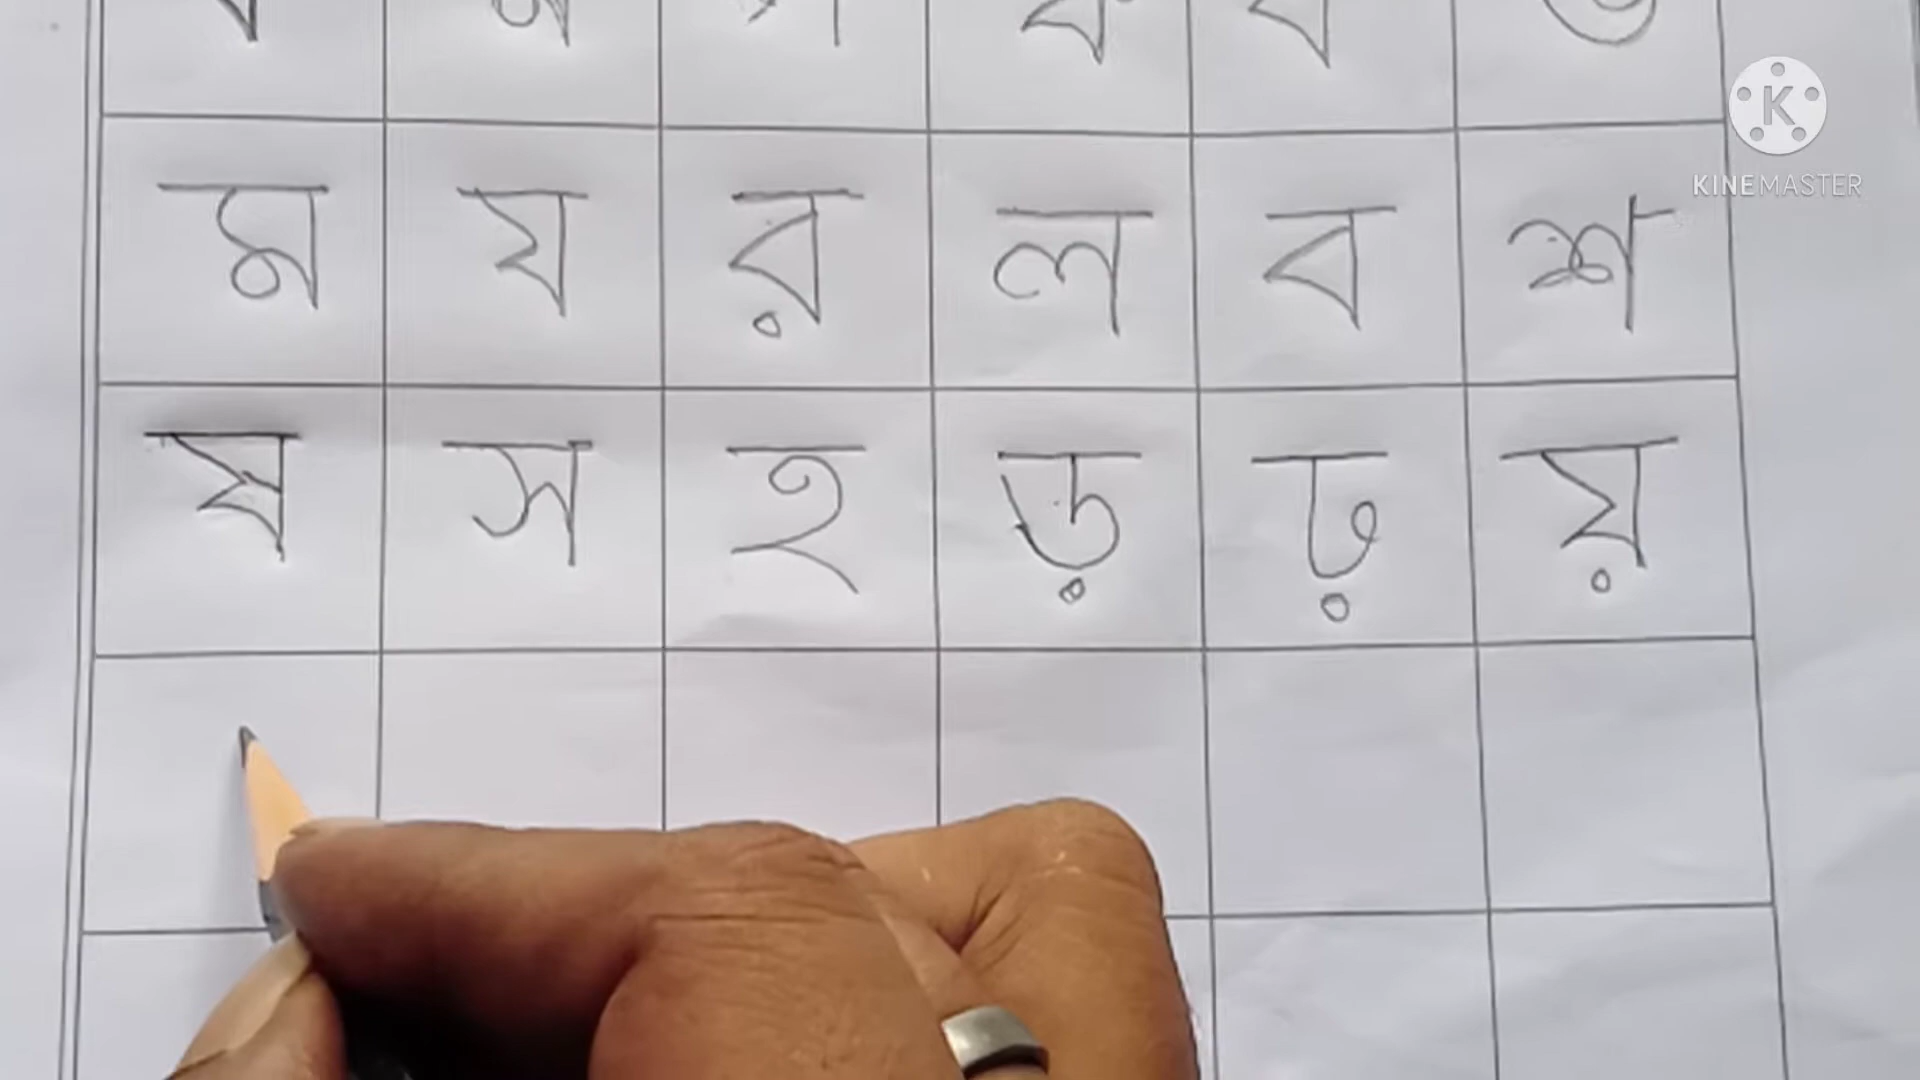 ম য র ল ব শ
KINEMASTER
ষ স হ ড় ঢ় য়